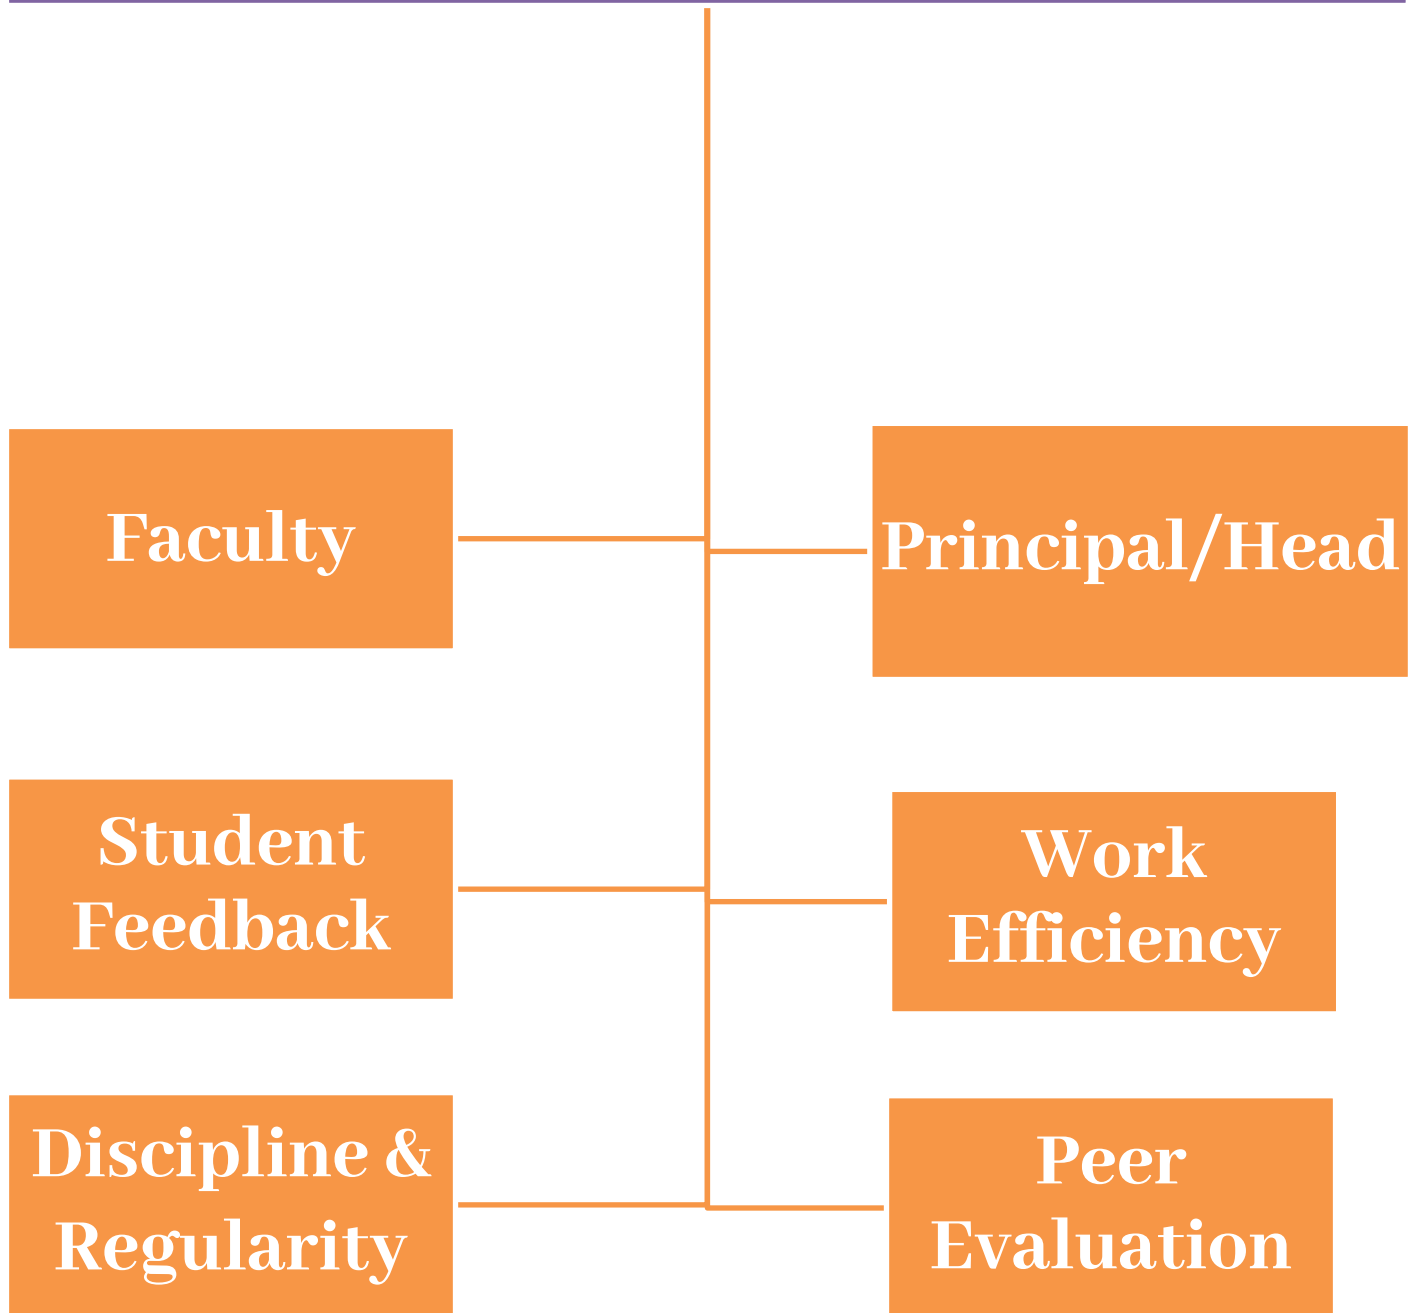 Faculty
Principal/Head
Student
Feedback
Work
Efficiency
Discipline &
Regularity
Peer
Evaluation